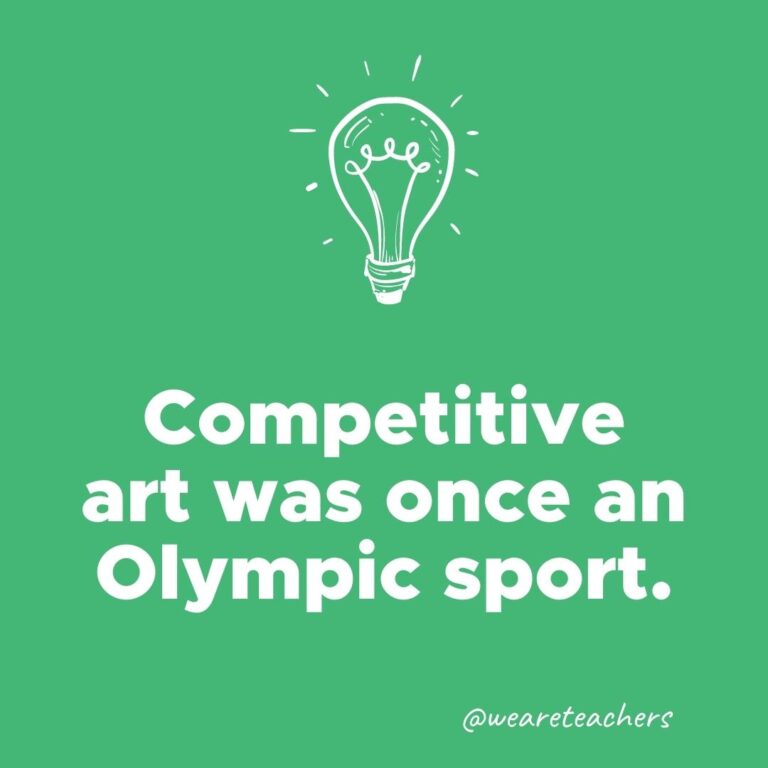 Competitive
art was once an
Olympic sport.
@weareteachers